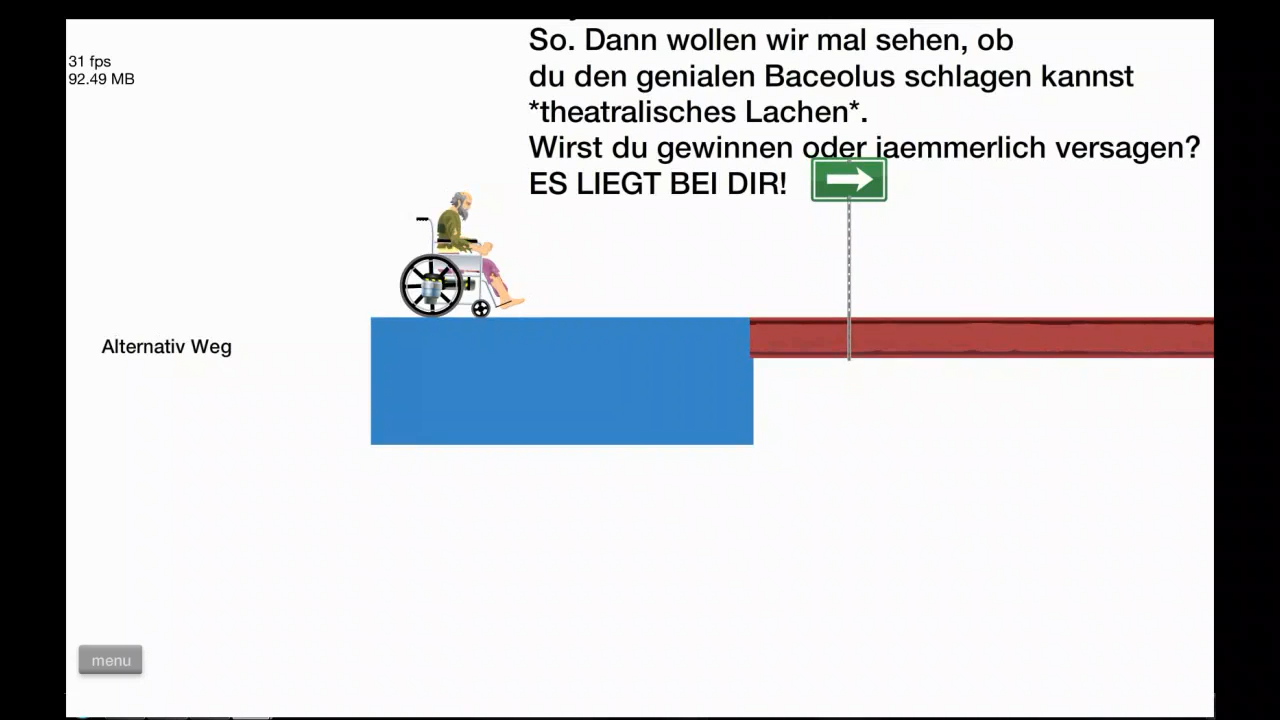 31 fps
92.49 MB
So. Dann wollen wir mal sehen, ob
du den genialen Baceolus schlagen kannst
*theatralisches Lachen*.
Wirst du gewinnen oder jaemmerlich versagen?
ES LIEGT BEI DIR!
Alternativ Weg
menu